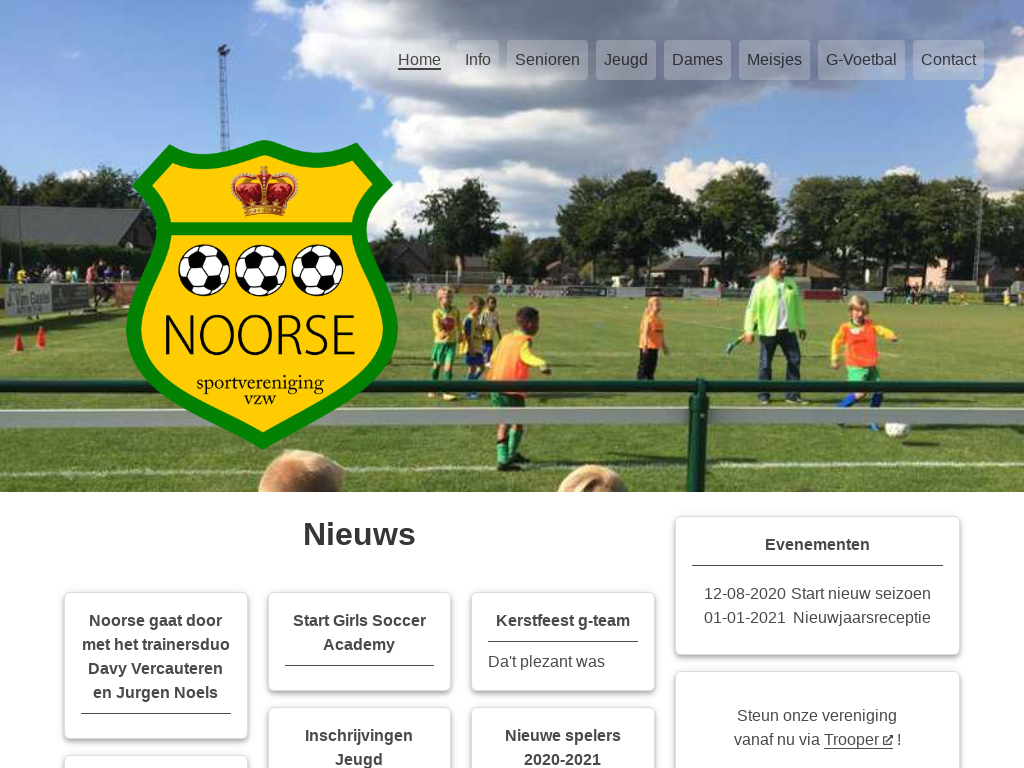 Home Info Senioren Jeugd Dames Meisjes G-Voetbal Contact
NOORSE
sportvereniging
vzw
Nieuws
Noorse gaat door
met het trainersduo
Davy Vercauteren
en Jurgen Noels
Start Girls Soccer
Academy
Kerstfeest g-team
Da't plezant was
Inschrijvingen
Jeugd
Nieuwe spelers
2020-2021
Evenementen
12-08-2020 Start nieuw seizoen
01-01-2021 Nieuwjaarsreceptie
Steun onze vereniging
vanaf nu via Trooper !